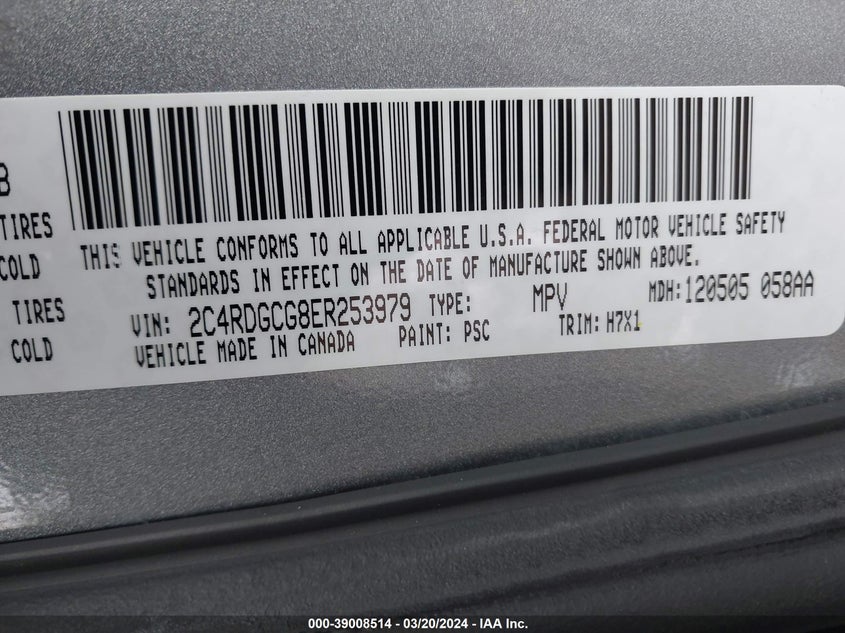 B
TIRES
COLD
TIRES
COLD
THIS VEHICLE CONFORMS TO ALL APPLICABLE U.S.A. FEDERAL MOTOR VEHICLE SAFETY
STANDARDS IN EFFECT ON THE DATE OF MANUFACTURE SHOWN ABOVE.
VIN: 2C4RDGCG8ER253979 TYPE: MPV MDH:120505 058AA
VEHICLE MADE IN CANADA PAINT: PSC TRIM: H7X1
000-39008514 - 03/20/2024 - IAA Inc.